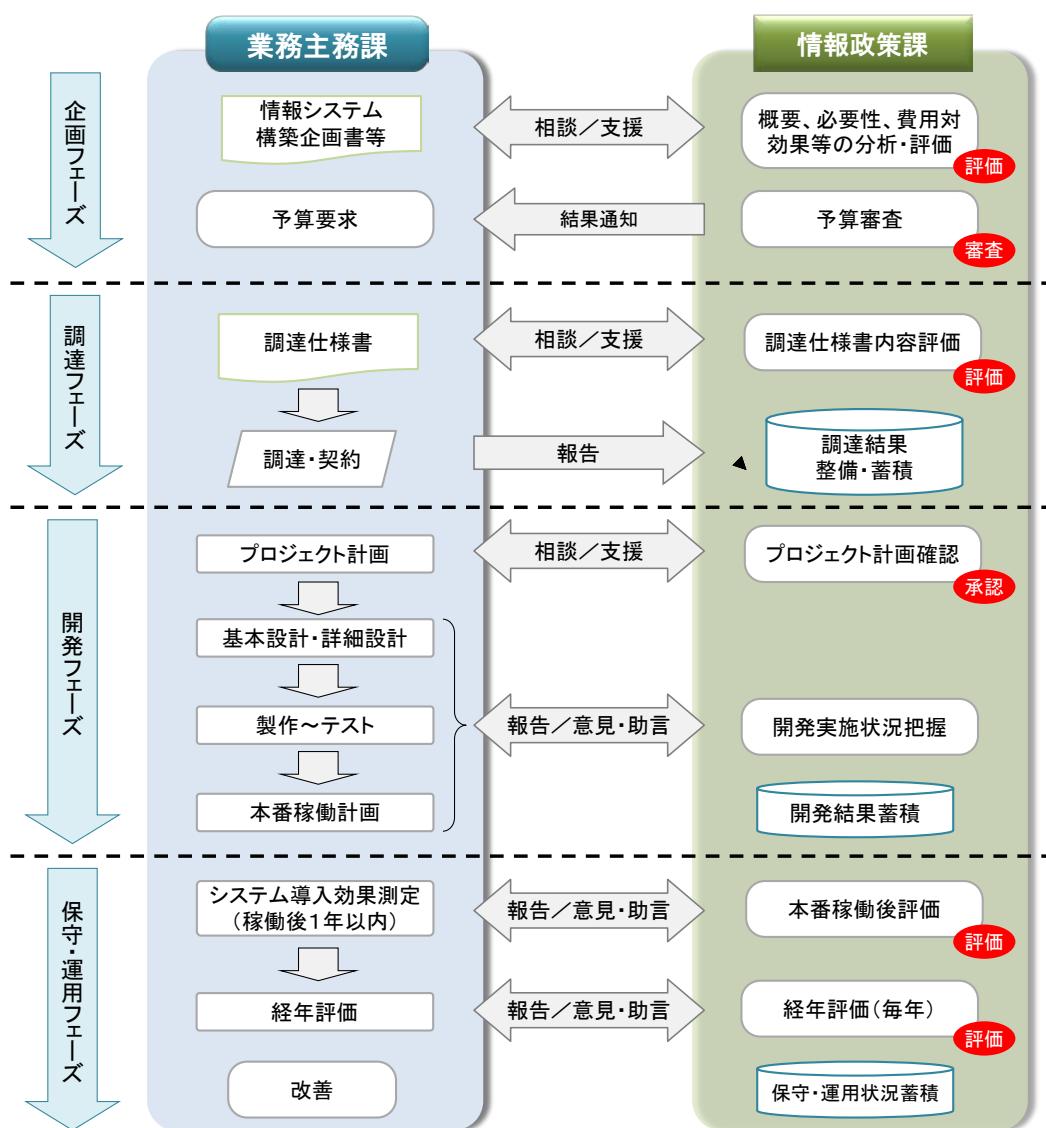 業務主務課
情報政策課
企画フェーズ
情報システム
構築企画書等
相談／支援
概要、必要性、費用対
効果等の分析・評価
評価
予算要求
結果通知
予算審査
審査
調達フェーズ
調達仕様書
相談／支援
調達仕様書内容評価
評価
調達・契約
報告
調達結果
整備・蓄積
開発フェーズ
プロジェクト計画
相談／支援
プロジェクト計画確認
承認
基本設計・詳細設計
製作～テスト
報告／意見・助言
開発実施状況把握
本番稼働計画
開発結果蓄積
保守・運用フェーズ
システム導入効果測定
（稼働後１年以内）
報告／意見・助言
本番稼働後評価
評価
経年評価
報告／意見・助言
経年評価（毎年）
評価
改善
保守・運用状況蓄積